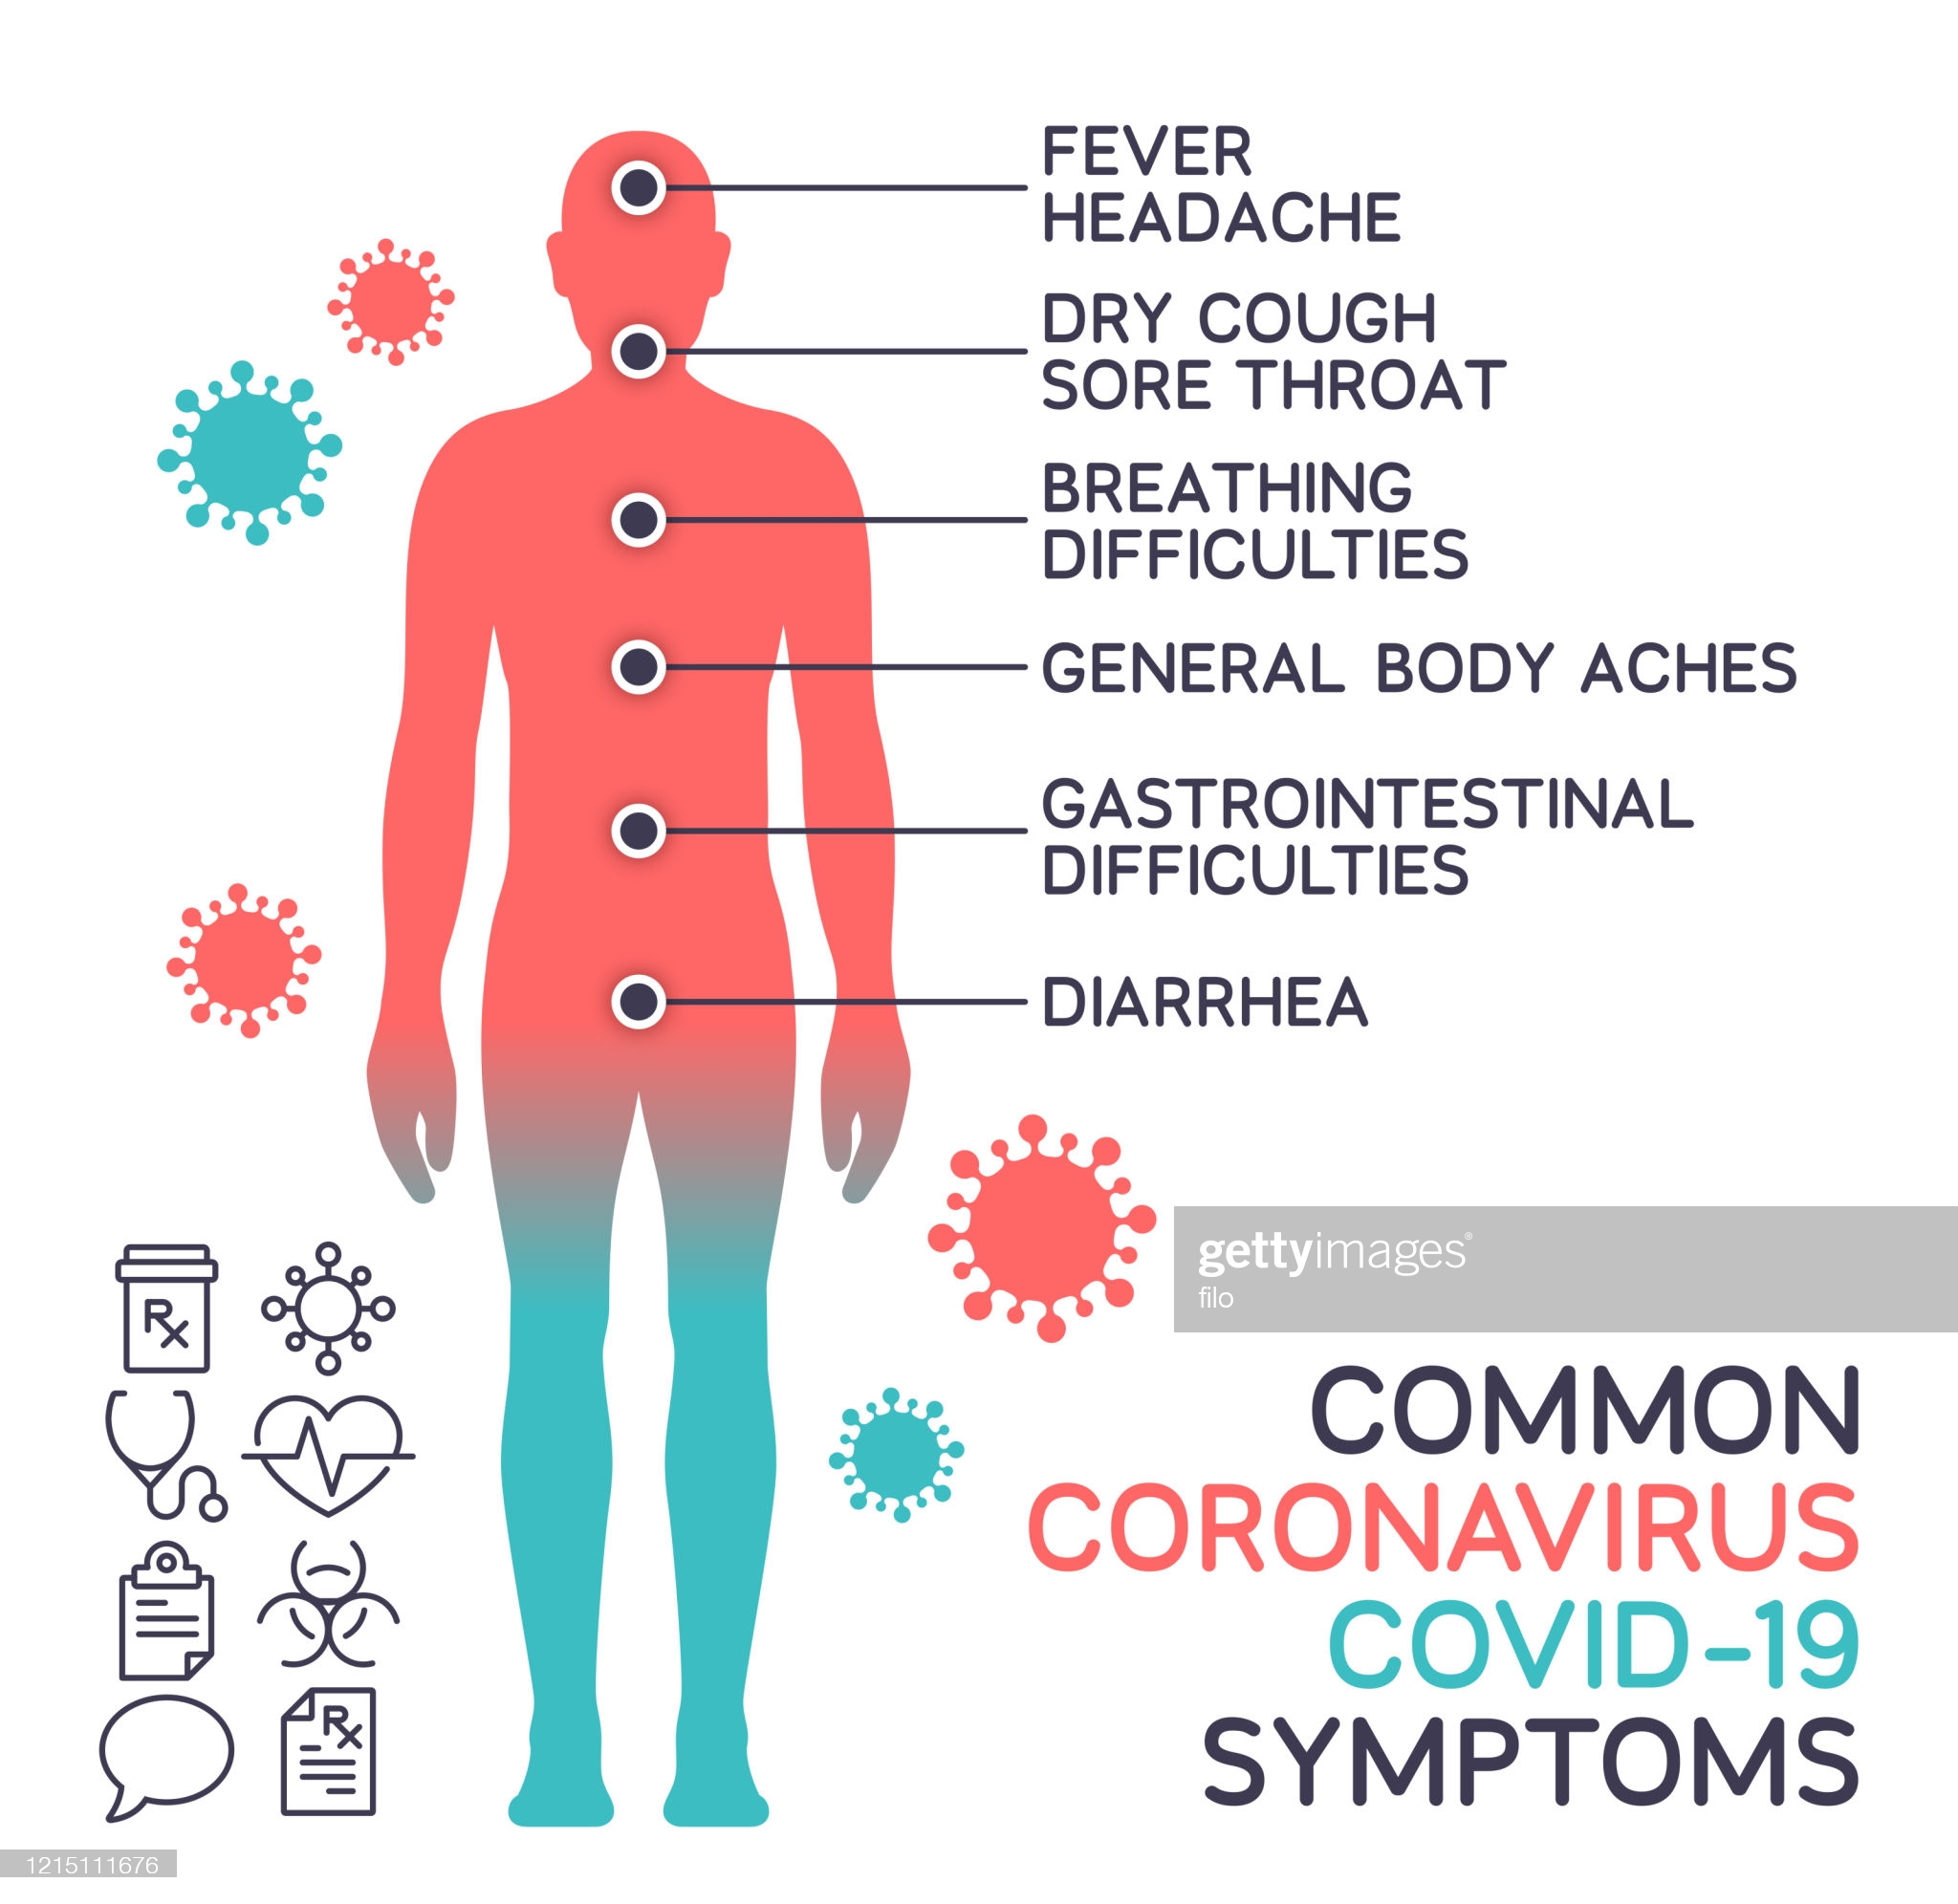 FEVER
HEADACHE
DRY COUGH
SORE THROAT
BREATHING
DIFFICULTIES
GENERAL BODY ACHES
GASTROINTESTINAL
DIFFICULTIES
DIARRHEA
gettyimages®
filo
Rx
COMMON
CORONAVIRUS
COVID-19
SYMPTOMS
Rx
1215111676